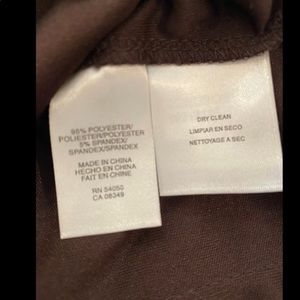 95% POLYESTER/
POLIESTER/POLYESTER
5% SPANDEX/
SPANDEX/SPANDEX
MADE IN CHINA
HECHO EN CHINA
FAIT EN CHINE
RN 54050
CA 08349
DRY CLEAN
LIMPIAR EN SECO
NETTOYAGE A SEC